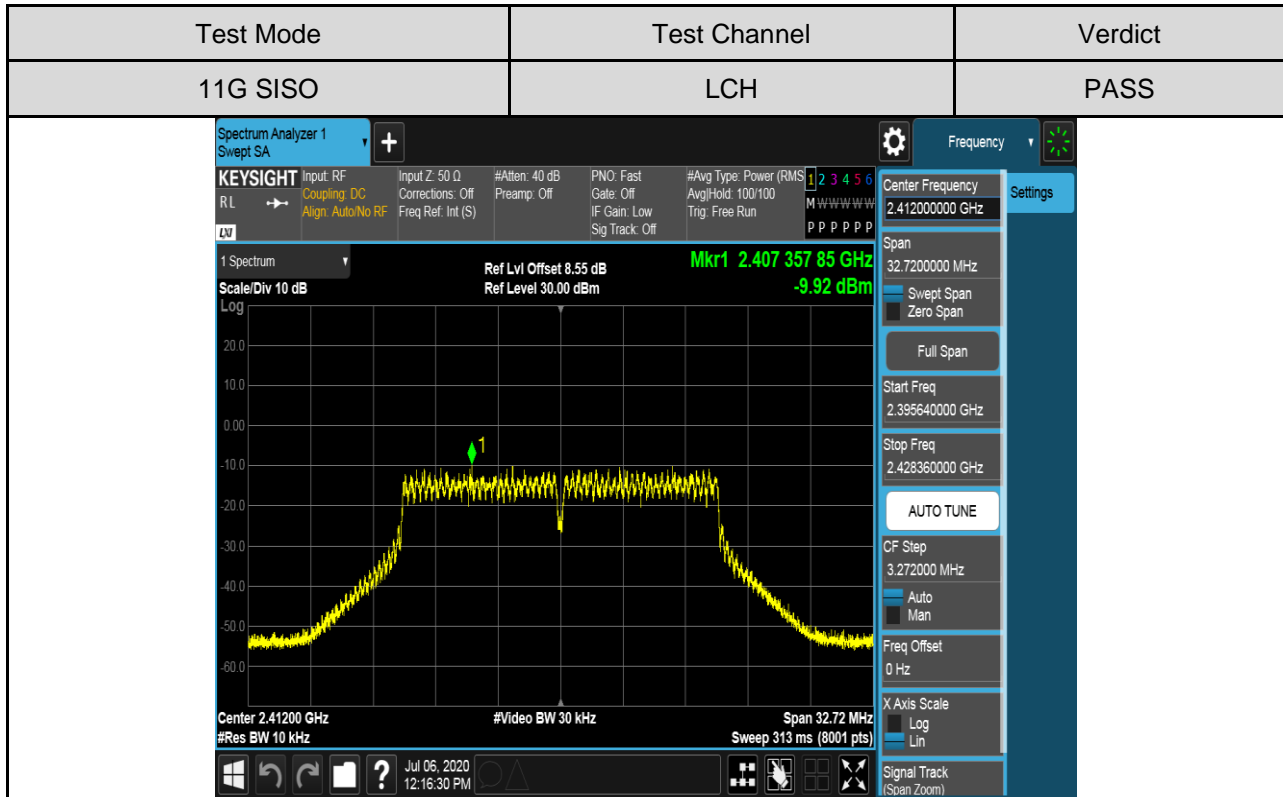 Test Mode Test Channel Verdict
11G SISO LCH PASS
Spectrum Analyzer 1
Swept SA
+
Frequency
KEYSIGHT Input: RF Input Z: 50 Ω #Atten: 40 dB PNO: Fast #Avg Type: Power (RMS 1 2 3 4 5 6
Coupling: DC Corrections: Off Preamp: Off Gate: Off Avg|Hold: 100/100 M W W W W W
RL Align: Auto/No RF Freq Ref: Int (S) IF Gain: Low Trig: Free Run
LXI Sig Track: Off P P P P P P
1 Spectrum
Ref Lvl Offset 8.55 dB Mkr1 2.407 357 85 GHz
Scale/Div 10 dB Ref Level 30.00 dBm -9.92 dBm
Log
20.0
10.0
0.00
-10.0
-20.0
-30.0
-40.0
-50.0
-60.0
1
Center 2.41200 GHz #Video BW 30 kHz Span 32.72 MHz
#Res BW 10 kHz Sweep 313 ms (8001 pts)
?
Jul 06, 2020
12:16:30 PM
Center Frequency
2.412000000 GHz
Settings
Span
32.7200000 MHz
Swept Span
Zero Span
Full Span
Start Freq
2.395640000 GHz
Stop Freq
2.428360000 GHz
AUTO TUNE
CF Step
3.272000 MHz
Auto
Man
Freq Offset
0 Hz
X Axis Scale
Log
Lin
Signal Track
(Span Zoom)